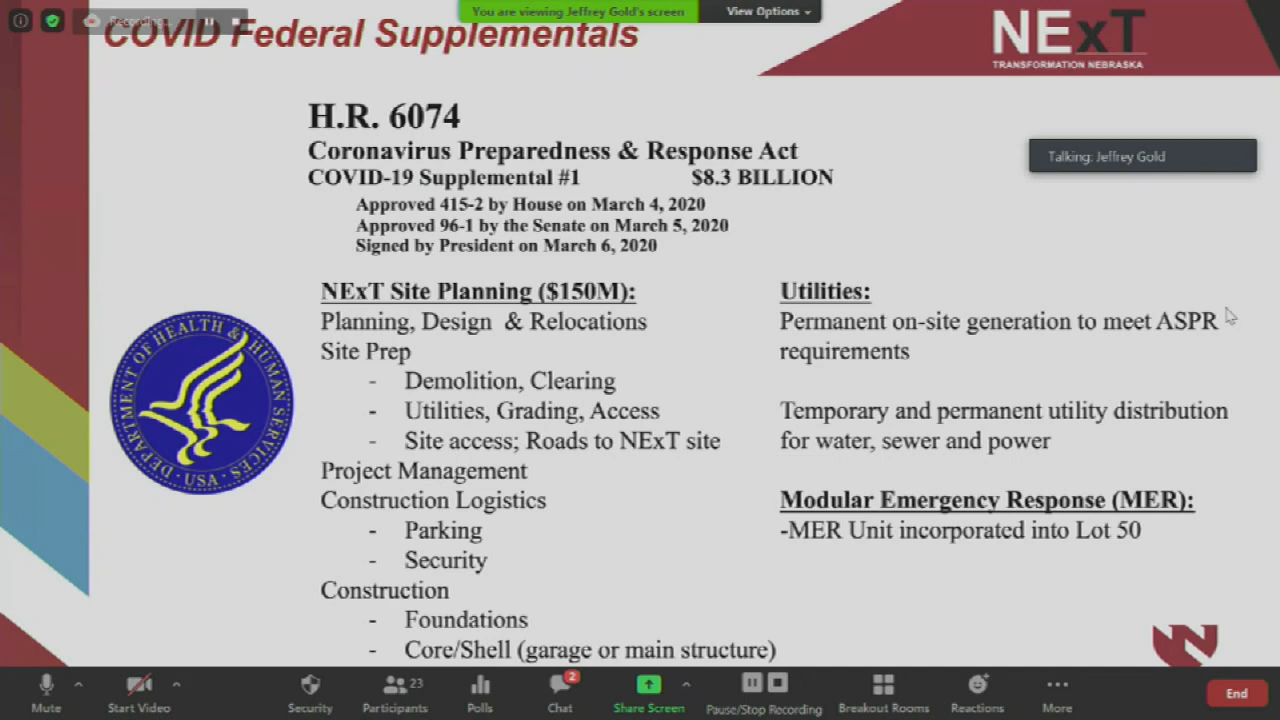 Recording...
You are viewing Jeffrey Gold's screen
View Options
COVID Federal Supplementals
NExT
TRANSFORMATION NEBRASKA
H.R. 6074
Coronavirus Preparedness & Response Act
COVID-19 Supplemental #1 $8.3 BILLION
Talking: Jeffrey Gold
Approved 415-2 by House on March 4, 2020
Approved 96-1 by the Senate on March 5, 2020
Signed by President on March 6, 2020
NExT Site Planning ($150M):
Planning, Design & Relocations
Site Prep
- Demolition, Clearing
- Utilities, Grading, Access
- Site access; Roads to NExT site
Project Management
Construction Logistics
- Parking
- Security
Construction
- Foundations
- Core/Shell (garage or main structure)
Utilities:
Permanent on-site generation to meet ASPR
requirements
Temporary and permanent utility distribution
for water, sewer and power
Modular Emergency Response (MER):
-MER Unit incorporated into Lot 50
DEPARTMENT OF HEALTH & HUMAN SERVICES · USA ·
N
Mute
Start Video
Security
23
Participants
Polls
2
Chat
Share Screen
Pause/Stop Recording
Breakout Rooms
Reactions
More
End